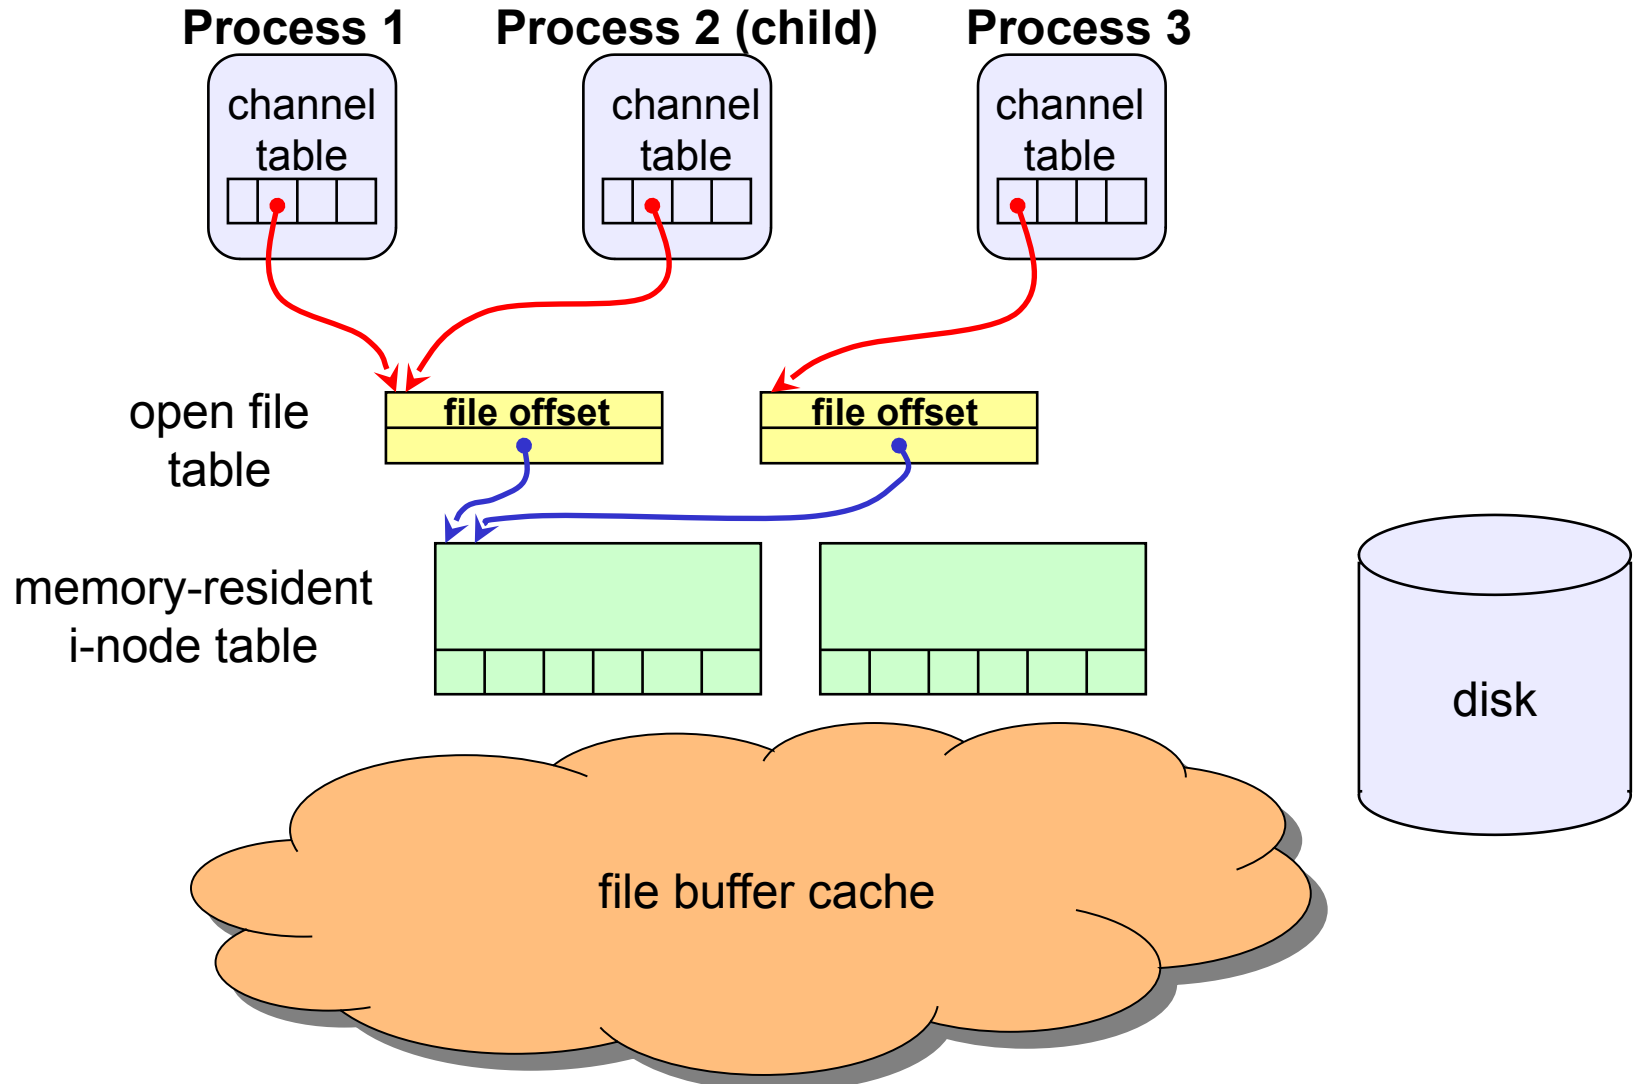 Process 1
Process 2 (child)
Process 3
channel
table
channel
table
channel
table
open file
table
file offset
file offset
memory-resident
i-node table
disk
file buffer cache